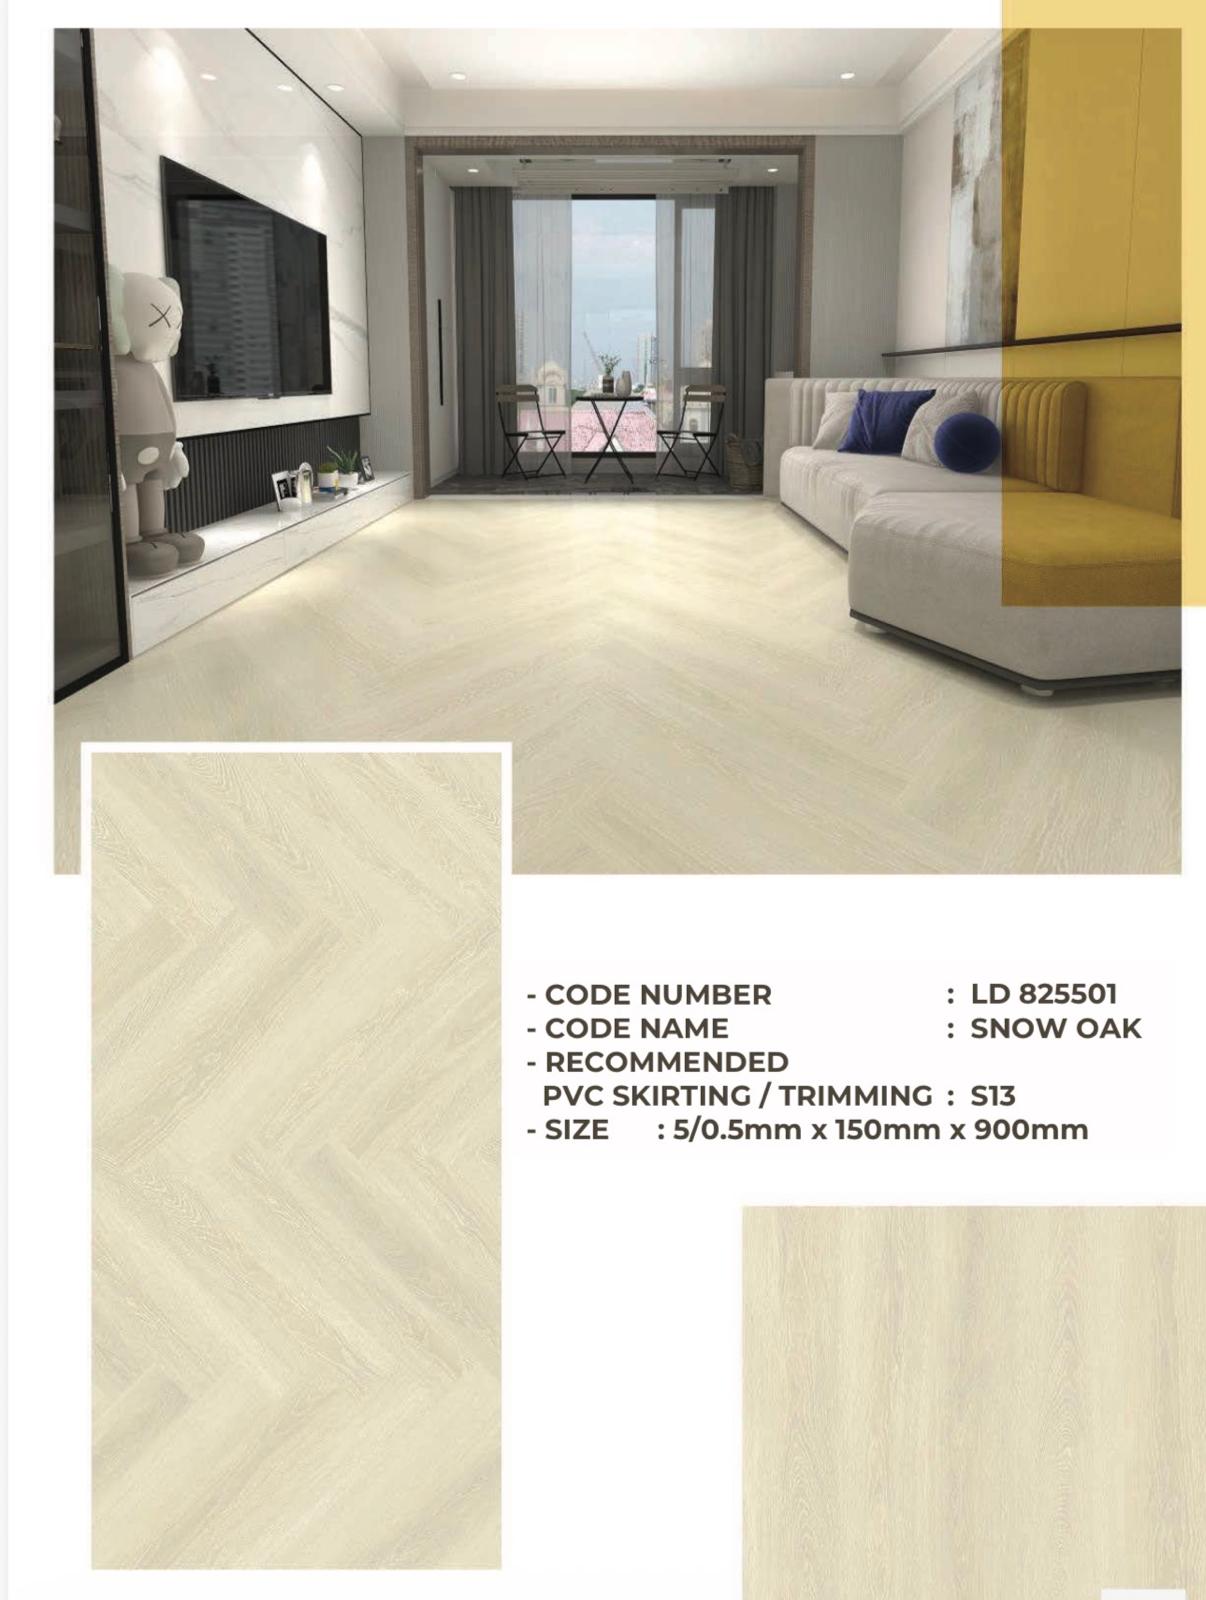 - CODE NUMBER : LD 825501
- CODE NAME : SNOW OAK
- RECOMMENDED
PVC SKIRTING / TRIMMING : S13
- SIZE : 5/0.5mm x 150mm x 900mm